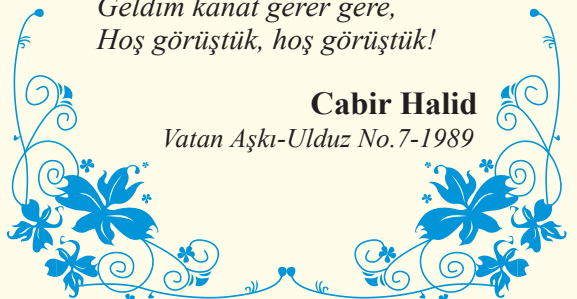 Geldim kanat gerer gere,
Hoş görüştük, hoş görüştük!
Cabir Halid
Vatan Aşkı-Ulduz No.7-1989